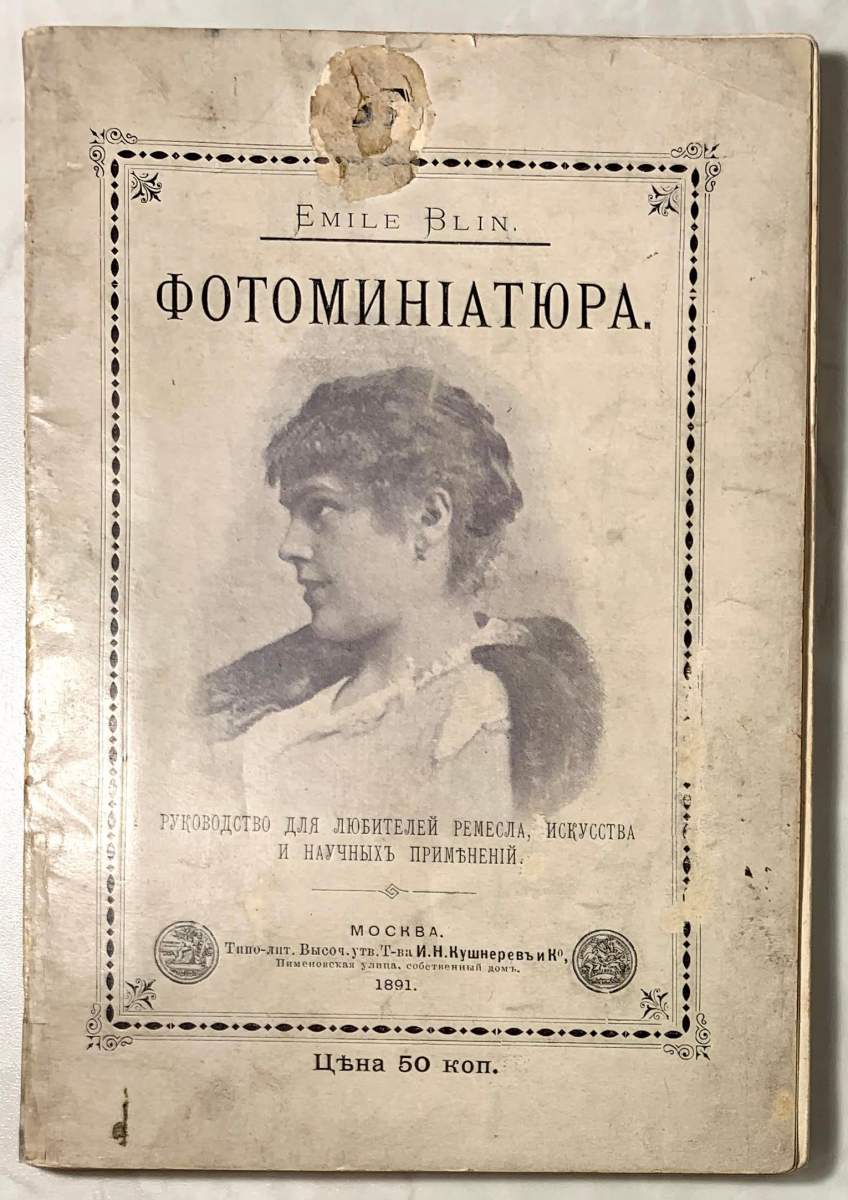 EMILE BLIN.
ФОТОМИНІАТЮРА.
РУКОВОДСТВО ДЛЯ ЛЮБИТЕЛЕЙ РЕМЕСЛА, ИСКУССТВА
И НАУЧНЫХЪ ПРИМѢНЕНІЙ.
МОСКВА.
Типо-лит. Высоч. утв. Т-ва И. Н. Кушнеревъ и Кº,
Пименовская улица, собственный домъ.
1891.
Цѣна 50 коп.